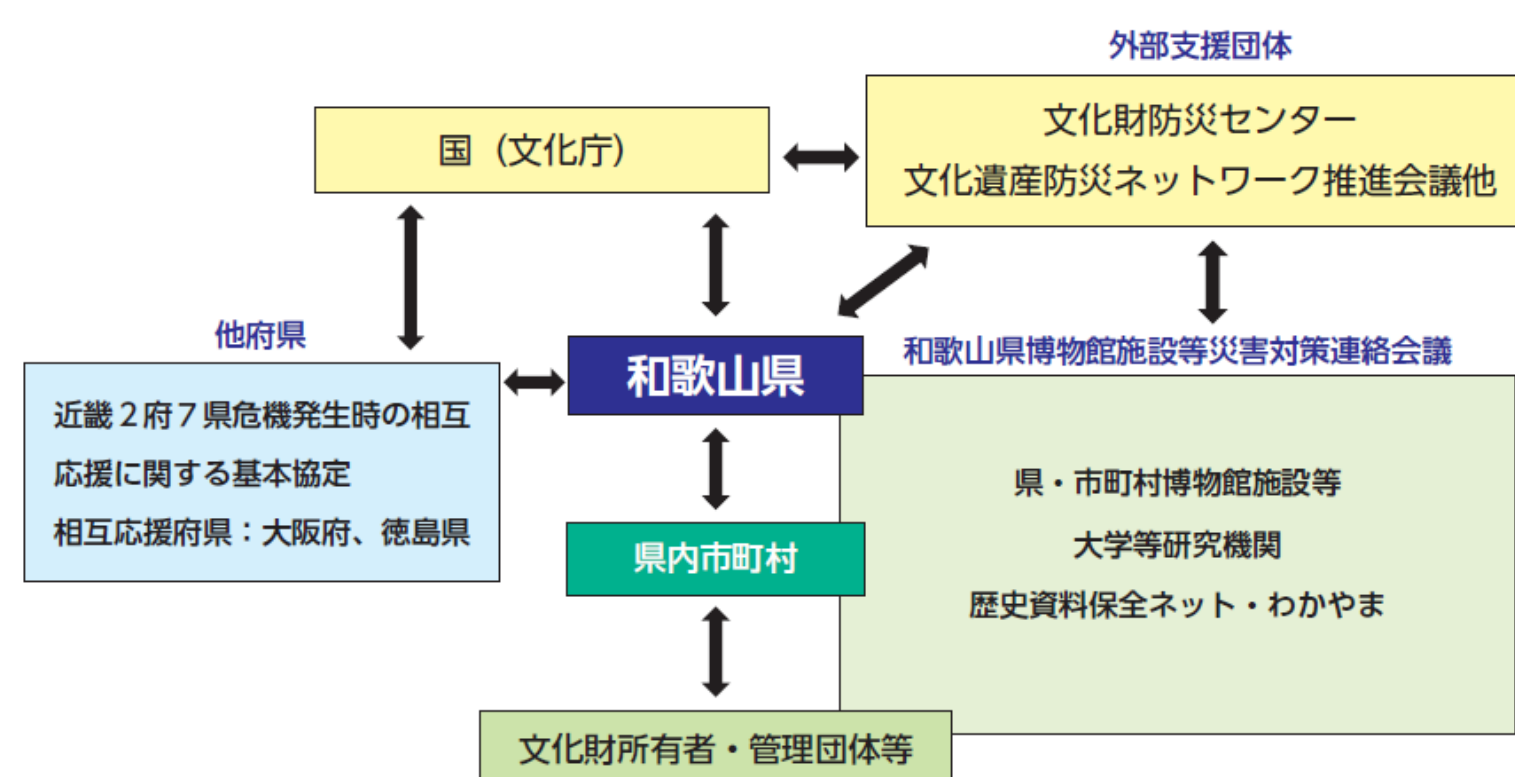 外部支援団体
国（文化庁）
文化財防災センター
文化遺産防災ネットワーク推進会議他
他府県
近畿２府７県危機発生時の相互
応援に関する基本協定
相互応援府県：大阪府、徳島県
和歌山県
和歌山県博物館施設等災害対策連絡会議
県・市町村博物館施設等
大学等研究機関
歴史資料保全ネット・わかやま
県内市町村
文化財所有者・管理団体等